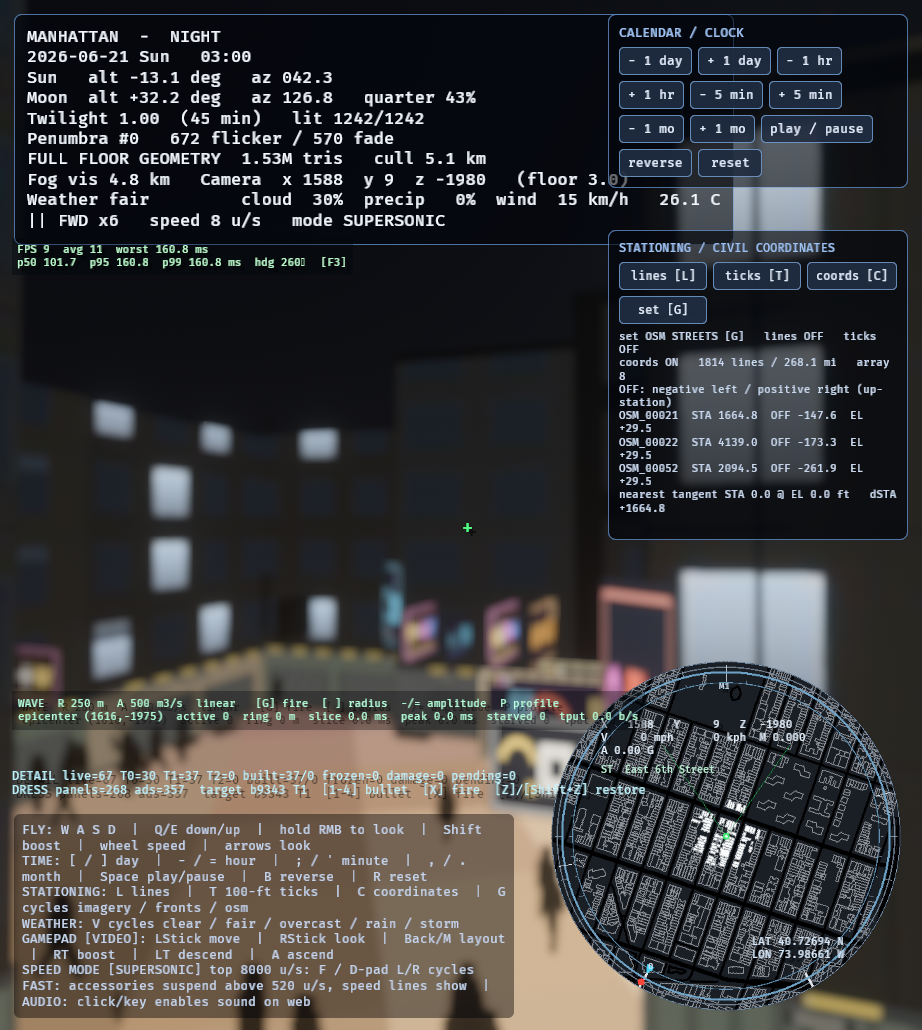 MANHATTAN - NIGHT
2026-06-21 Sun 03:00
Sun alt -13.1 deg az 042.3
Moon alt +32.2 deg az 126.8 quarter 43%
Twilight 1.00 (45 min) lit 1242/1242
Penumbra #0 672 flicker / 570 fade
FULL FLOOR GEOMETRY 1.53M tris cull 5.1 km
Fog vis 4.8 km Camera x 1588 y 9 z -1980 (floor 3.0)
Weather fair cloud 30% precip 0% wind 15 km/h 26.1 C
|| FWD x6 speed 8 u/s mode SUPERSONIC
FPS 9 avg 11 worst 160.8 ms
p50 101.7 p95 160.8 p99 160.8 ms hdg 260 [F3]
CALENDAR / CLOCK
- 1 day + 1 day - 1 hr
+ 1 hr - 5 min + 5 min
- 1 mo + 1 mo play / pause
reverse reset
STATIONING / CIVIL COORDINATES
lines [L] ticks [T] coords [C]
set [G]
set OSM STREETS [G] lines OFF ticks
OFF
coords ON 1814 lines / 268.1 mi array
8
OFF: negative left / positive right (up-
station)
OSM_00021 STA 1664.8 OFF -147.6 EL
+29.5
OSM_00022 STA 4139.0 OFF -173.3 EL
+29.5
OSM_00052 STA 2094.5 OFF -261.9 EL
+29.5
nearest tangent STA 0.0 @ EL 0.0 ft dSTA
+1664.8
WAVE R 250 m A 500 m3/s linear [G] fire [ ] radius -/= amplitude P profile
epicenter (1616,-1975) active 0 ring 0 m slice 0.0 ms peak 0.0 ms starved 0 tput 0.0 b/s
DETAIL live=67 T0=30 T1=37 T2=0 built=37/0 frozen=0 damage=0 pending=0
DRESS panels=268 ads=357 target b9343 T1 [1-4] bullet [X] fire [Z]/[Shift+Z] restore
FLY: W A S D | Q/E down/up | hold RMB to look | Shift
boost | wheel speed | arrows look
TIME: [ / ] day | - / = hour | ; / ' minute | , / .
month | Space play/pause | B reverse | R reset
STATIONING: L lines | T 100-ft ticks | C coordinates | G
cycles imagery / fronts / osm
WEATHER: V cycles clear / fair / overcast / rain / storm
GAMEPAD [VIDEO]: LStick move | RStick look | Back/M layout
| RT boost | LT descend | A ascend
SPEED MODE [SUPERSONIC] top 8000 u/s: F / D-pad L/R cycles
FAST: accessories suspend above 520 u/s, speed lines show |
AUDIO: click/key enables sound on web
X 1588 Y 9 Z -1980
V 0 mph 0 kph M 0.000
A 0.00 G
ST East 6th Street
LAT 40.72694 N
LON 73.98661 W